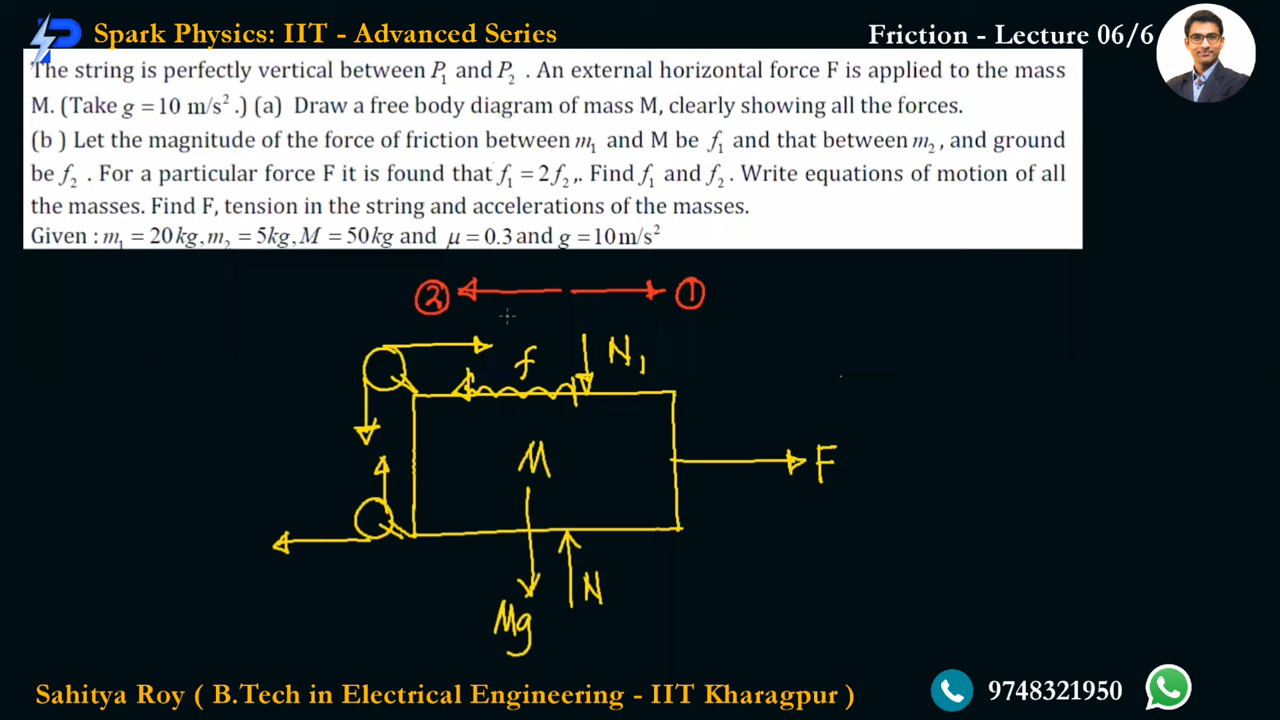 Spark Physics: IIT - Advanced Series
Friction - Lecture 06/6
The string is perfectly vertical between P₁ and P₂ . An external horizontal force F is applied to the mass
M. (Take g = 10 m/s² .) (a) Draw a free body diagram of mass M, clearly showing all the forces.
(b ) Let the magnitude of the force of friction between m₁ and M be f₁ and that between m₂, and ground
be f₂ . For a particular force F it is found that f₁ = 2f₂,. Find f₁ and f₂. Write equations of motion of all
the masses. Find F, tension in the string and accelerations of the masses.
Given : m₁ = 20kg, m₂ = 5kg, M = 50kg and μ = 0.3 and g = 10m/s²
② ①
f N₁
M F
N
Mg
Sahitya Roy ( B.Tech in Electrical Engineering - IIT Kharagpur )
9748321950